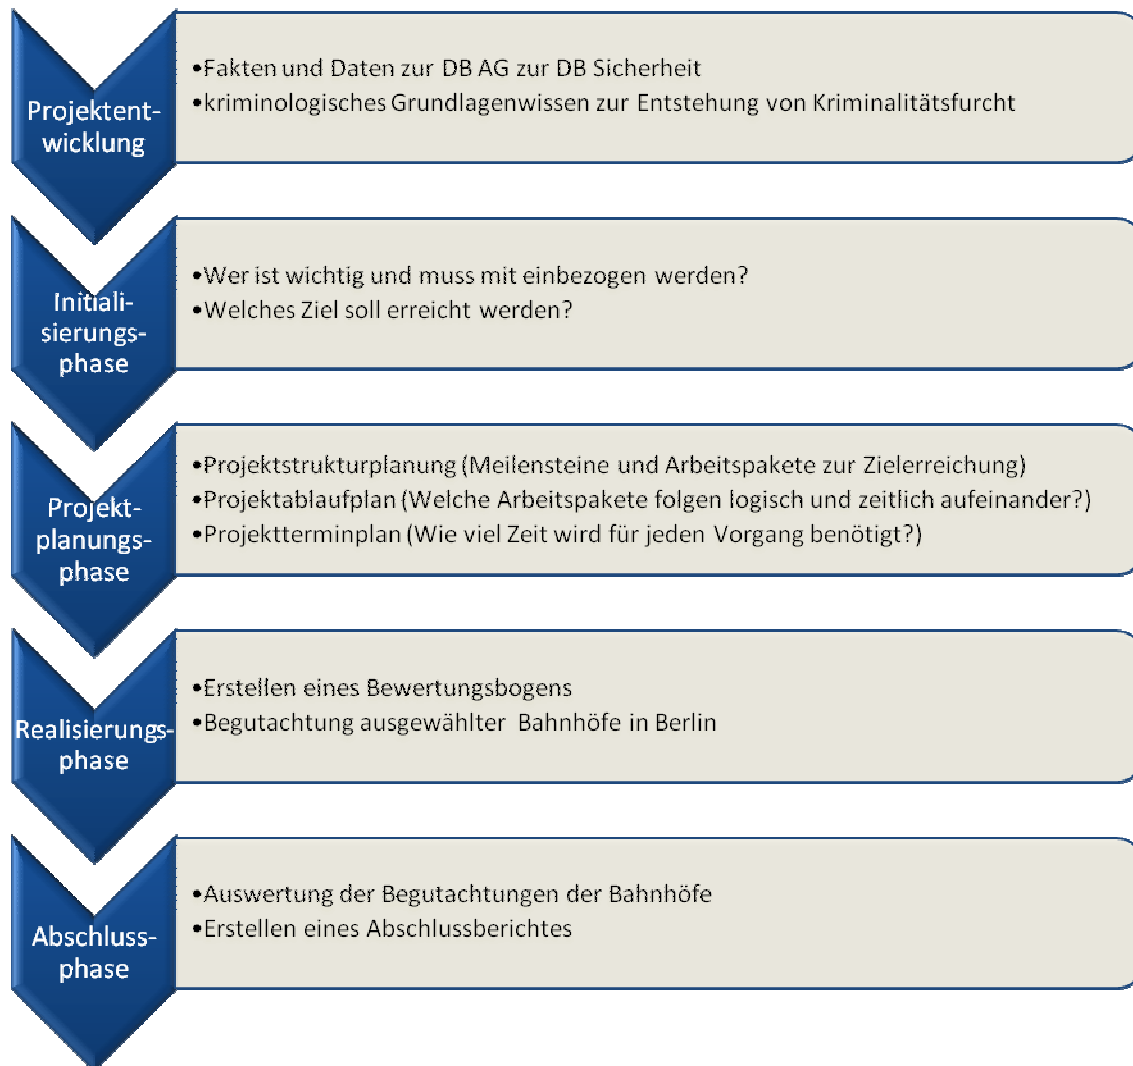 Projektent-
wicklung
•Fakten und Daten zur DB AG zur DB Sicherheit
•kriminologisches Grundlagenwissen zur Entstehung von Kriminalitätsfurcht
Initiali-
sierungs-
phase
•Wer ist wichtig und muss mit einbezogen werden?
•Welches Ziel soll erreicht werden?
Projekt-
planungs-
phase
•Projektstrukturplanung (Meilensteine und Arbeitspakete zur Zielerreichung)
•Projektablaufplan (Welche Arbeitspakete folgen logisch und zeitlich aufeinander?)
•Projektterminplan (Wie viel Zeit wird für jeden Vorgang benötigt?)
Realisierungs-
phase
•Erstellen eines Bewertungsbogens
•Begutachtung ausgewählter Bahnhöfe in Berlin
Abschluss-
phase
•Auswertung der Begutachtungen der Bahnhöfe
•Erstellen eines Abschlussberichtes